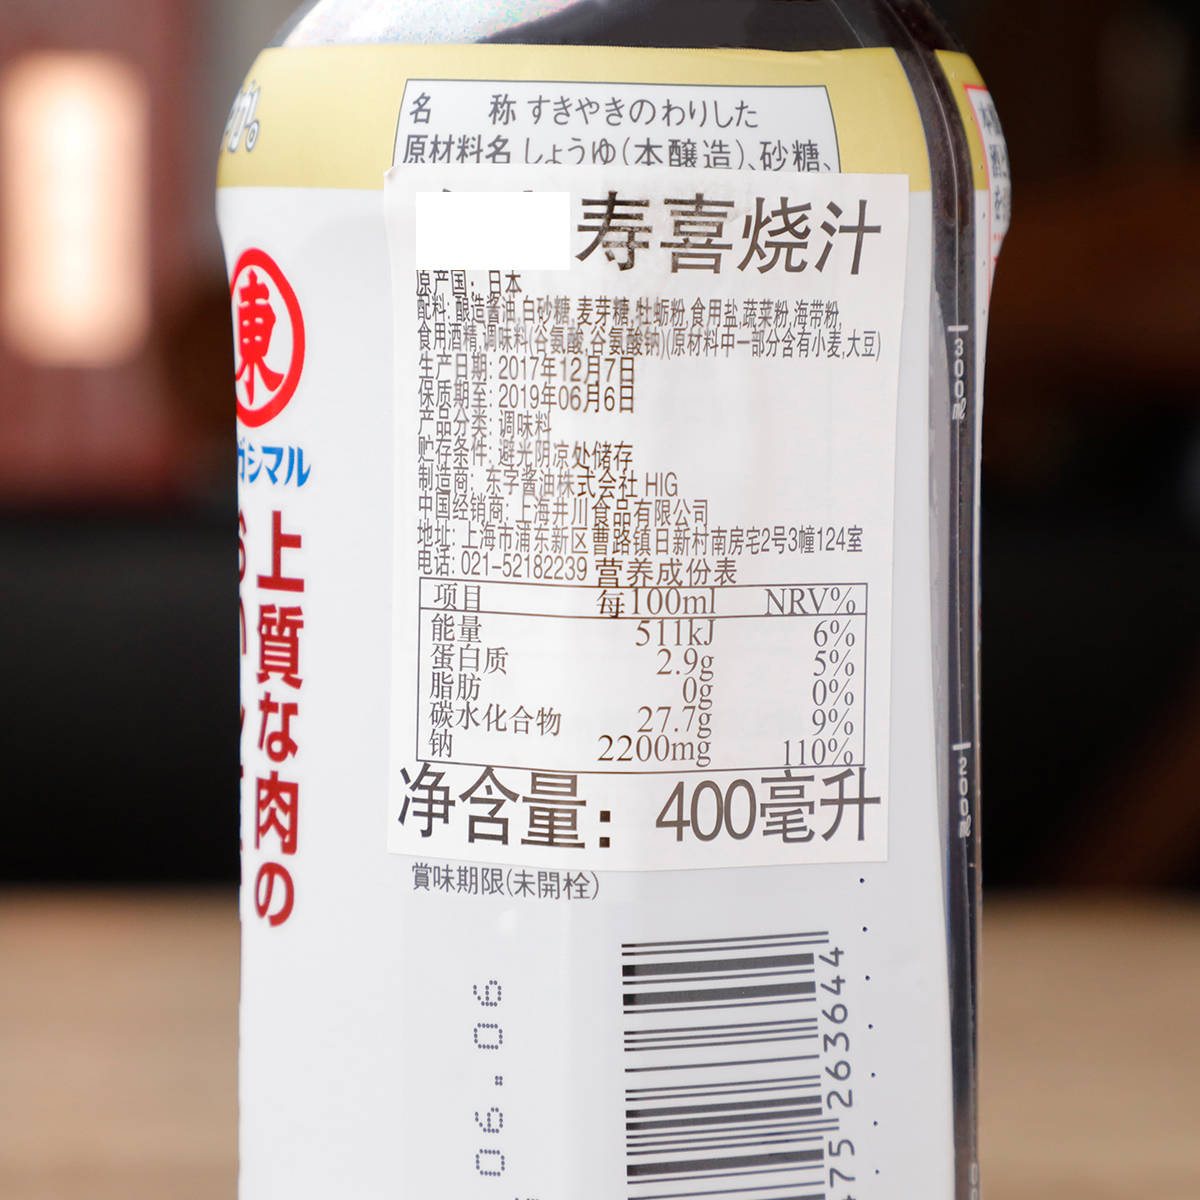 名 称 すきやきのわりした
原材料名 しょうゆ(本醸造)、砂糖、
寿喜烧汁
原产国: 日本
配料: 酿造酱油,白砂糖,麦芽糖,牡蛎粉,食用盐,蔬菜粉,海带粉,
食用酒精,调味料(谷氨酸,谷氨酸钠)(原材料中一部分含有小麦,大豆)
生产日期: 2017年12月7日
保质期至: 2019年06月6日
产品分类: 调味料
贮存条件: 避光阴凉处储存
制造商: 东字酱油株式会社 HIG
中国经销商: 上海井川食品有限公司
地址: 上海市浦东新区曹路镇日新村南房宅2号3幢124室
电话: 021-52182239 营养成份表
项目 每100ml NRV%
能量 511kJ 6%
蛋白质 2.9g 5%
脂肪 0g 0%
碳水化合物 27.7g 9%
钠 2200mg 110%
净含量: 400毫升
賞味期限(未開栓)
東
ガシマル
上質な肉の
300㎖
200㎖
75263644